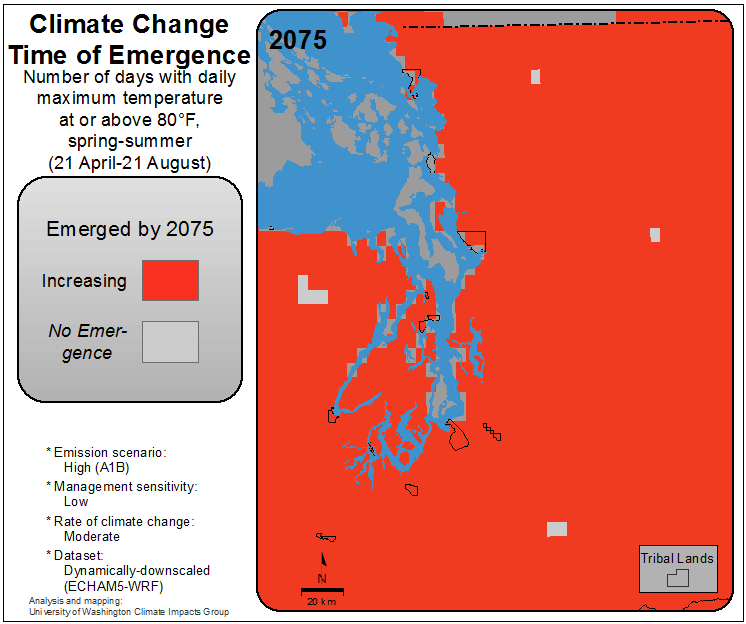 Climate Change
Time of Emergence
Number of days with daily
maximum temperature
at or above 80°F,
spring-summer
(21 April-21 August)
Emerged by 2075
Increasing
No Emer-
gence
* Emission scenario:
High (A1B)
* Management sensitivity:
Low
* Rate of climate change:
Moderate
* Dataset:
Dynamically-downscaled
(ECHAM5-WRF)
Analysis and mapping:
University of Washington Climate Impacts Group
2075
N
20 km
Tribal Lands